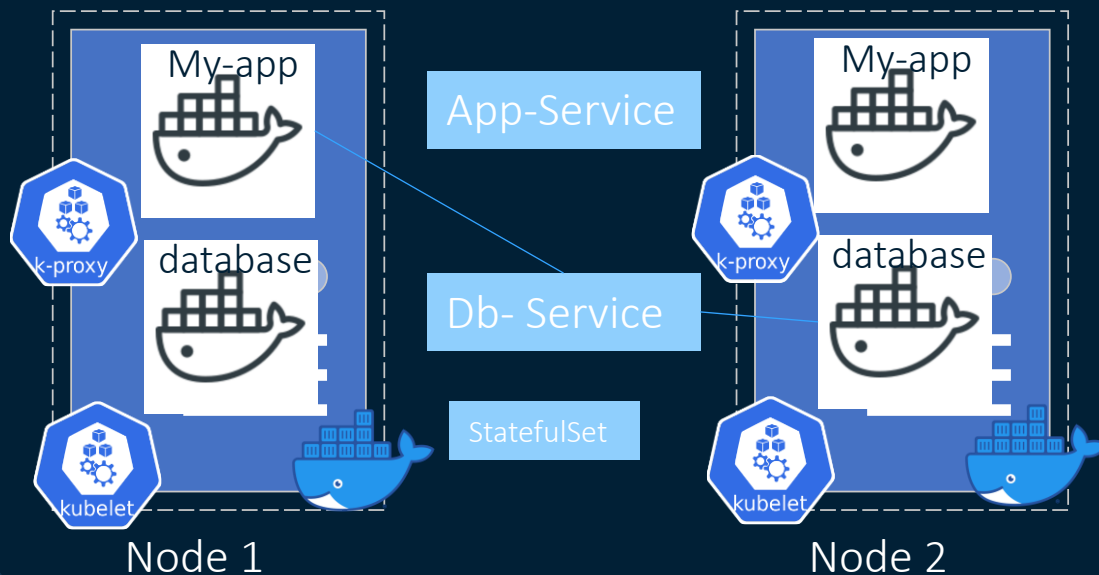 My-app
k-proxy
database
kubelet
Node 1
App-Service
Db- Service
StatefulSet
My-app
k-proxy
database
kubelet
Node 2